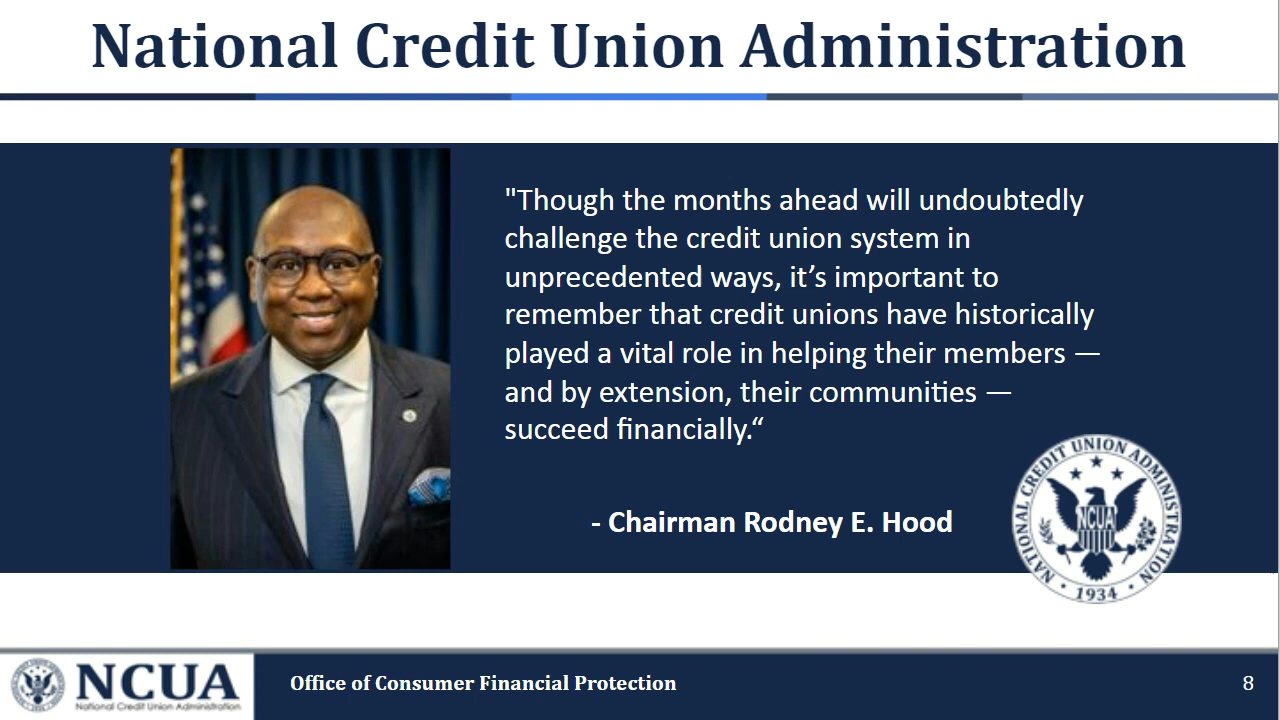 National Credit Union Administration
"Though the months ahead will undoubtedly
challenge the credit union system in
unprecedented ways, it’s important to
remember that credit unions have historically
played a vital role in helping their members —
and by extension, their communities —
succeed financially.“
- Chairman Rodney E. Hood
NATIONAL CREDIT UNION ADMINISTRATION
NCUA
· 1934 ·
NCUA
National Credit Union Administration
Office of Consumer Financial Protection
8